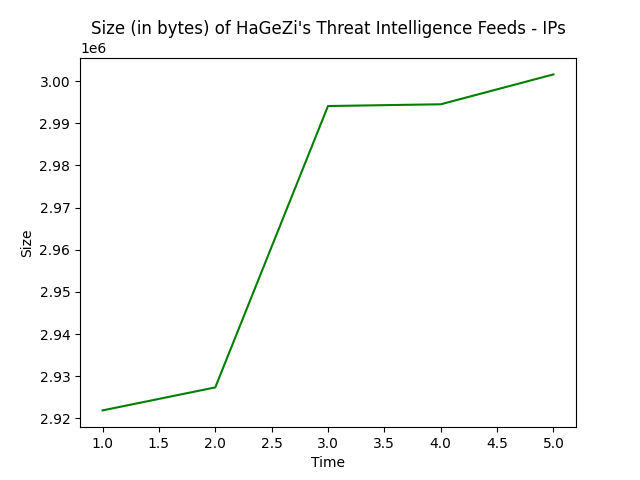 Size (in bytes) of HaGeZi's Threat Intelligence Feeds - IPs
1e6
3.00
2.99
2.98
2.97
2.96
2.95
2.94
2.93
2.92
Size
1.0 1.5 2.0 2.5 3.0 3.5 4.0 4.5 5.0
Time